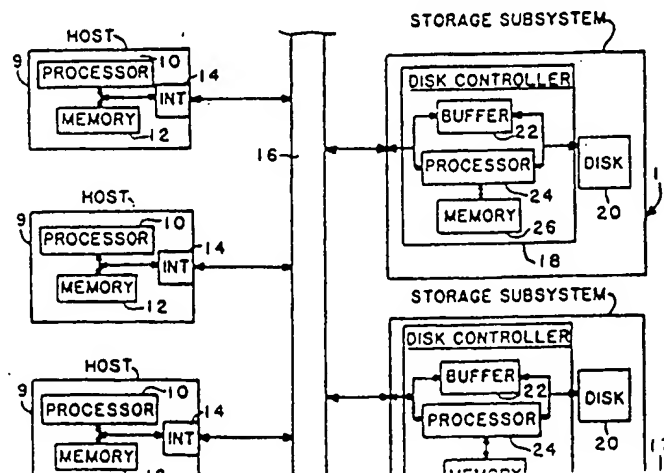 HOST
9
10
14
PROCESSOR
INT
MEMORY
12
HOST
9
10
14
PROCESSOR
INT
MEMORY
12
HOST
9
10
14
PROCESSOR
INT
MEMORY
16
STORAGE SUBSYSTEM
DISK CONTROLLER
BUFFER
22
PROCESSOR
DISK
24
20
1
MEMORY
26
18
STORAGE SUBSYSTEM
DISK CONTROLLER
BUFFER
22
PROCESSOR
DISK
24
20
MEMORY